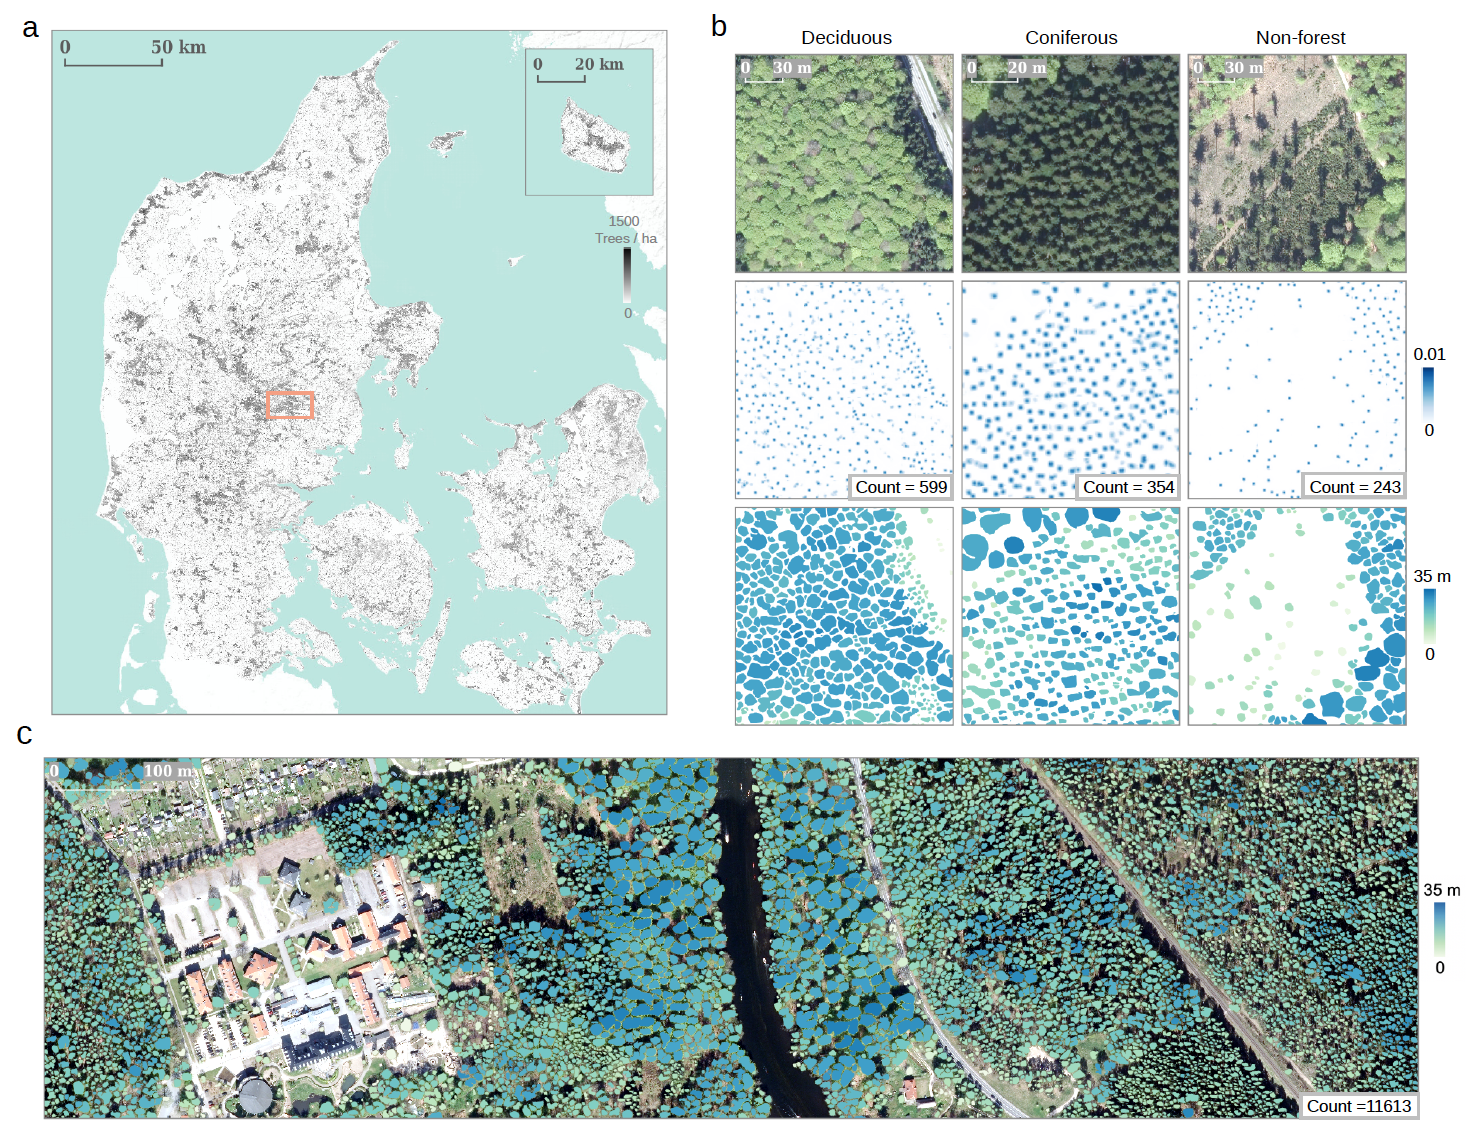 a
0 50 km
0 20 km
1500
Trees / ha
0
b
Deciduous Coniferous Non-forest
0 30 m
0 20 m
0 30 m
Count = 599
Count = 354
Count = 243
0.01
0
35 m
0
c
0 100 m
35 m
0
Count =11613